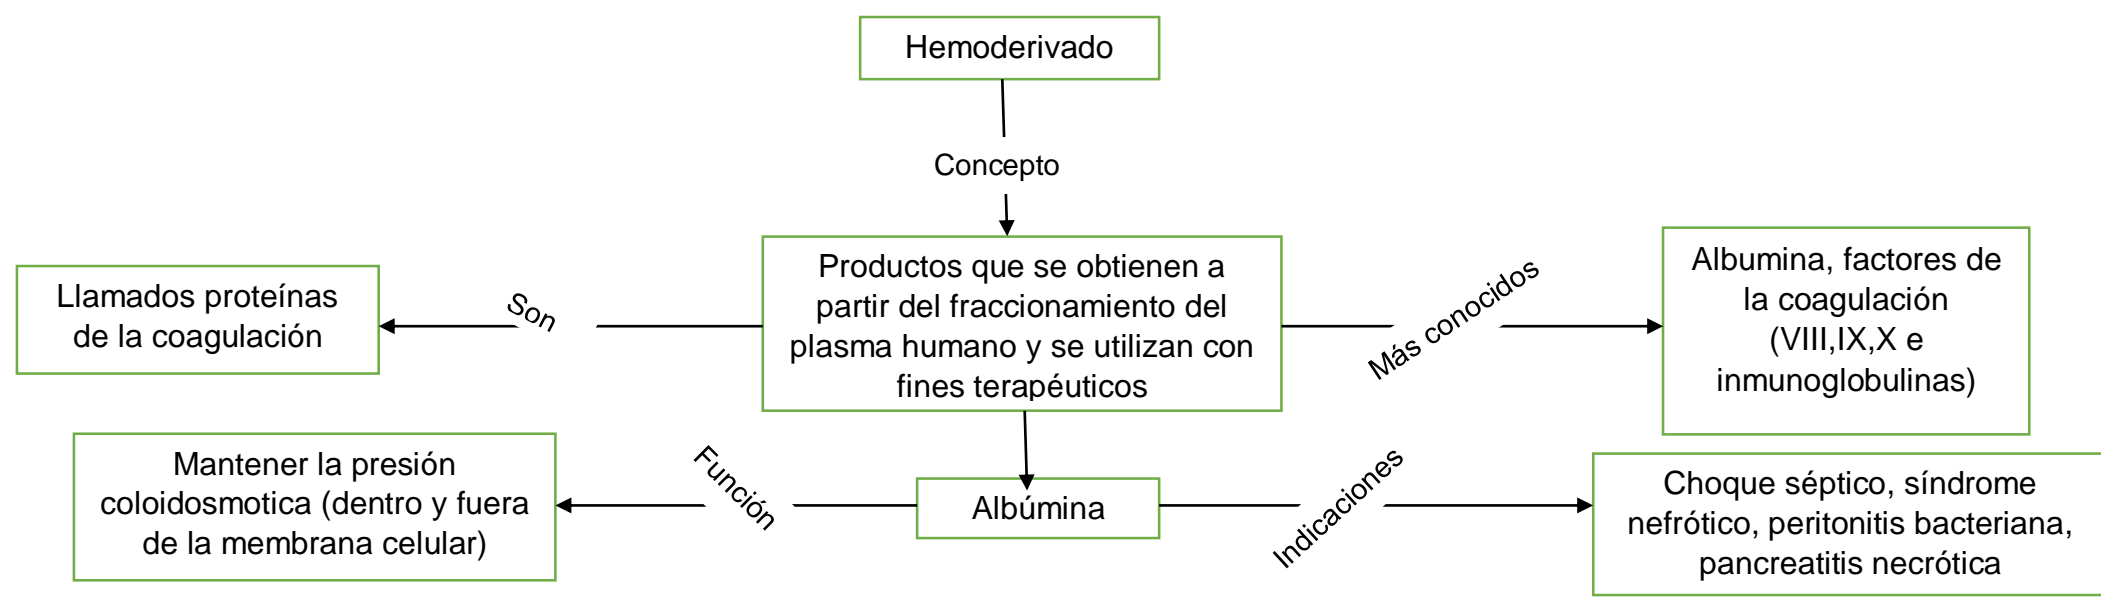 Hemoderivado
Concepto
Llamados proteínas
de la coagulación
Son
Productos que se obtienen a
partir del fraccionamiento del
plasma humano y se utilizan con
fines terapéuticos
Más conocidos
Albumina, factores de
la coagulación
(VIII,IX,X e
inmunoglobulinas)
Mantener la presión
coloidosmotica (dentro y fuera
de la membrana celular)
Función
Albúmina
Indicaciones
Choque séptico, síndrome
nefrótico, peritonitis bacteriana,
pancreatitis necrótica